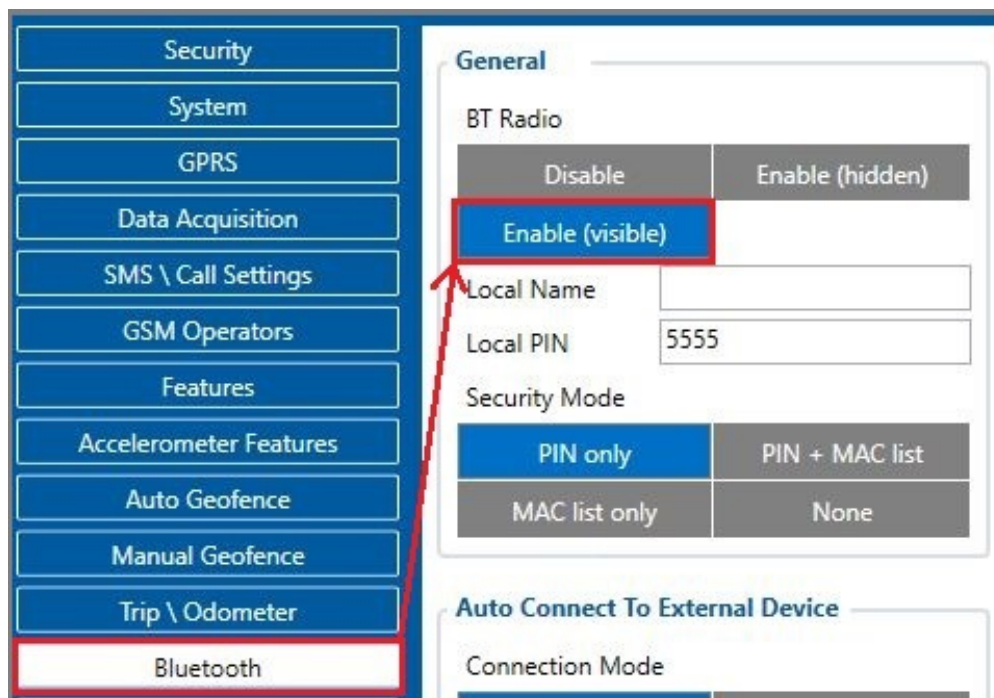 Security
System
GPRS
Data Acquisition
SMS \ Call Settings
GSM Operators
Features
Accelerometer Features
Auto Geofence
Manual Geofence
Trip \ Odometer
Bluetooth
General
BT Radio
Disable Enable (hidden)
Enable (visible)
Local Name
Local PIN 5555
Security Mode
PIN only PIN + MAC list
MAC list only None
Auto Connect To External Device
Connection Mode